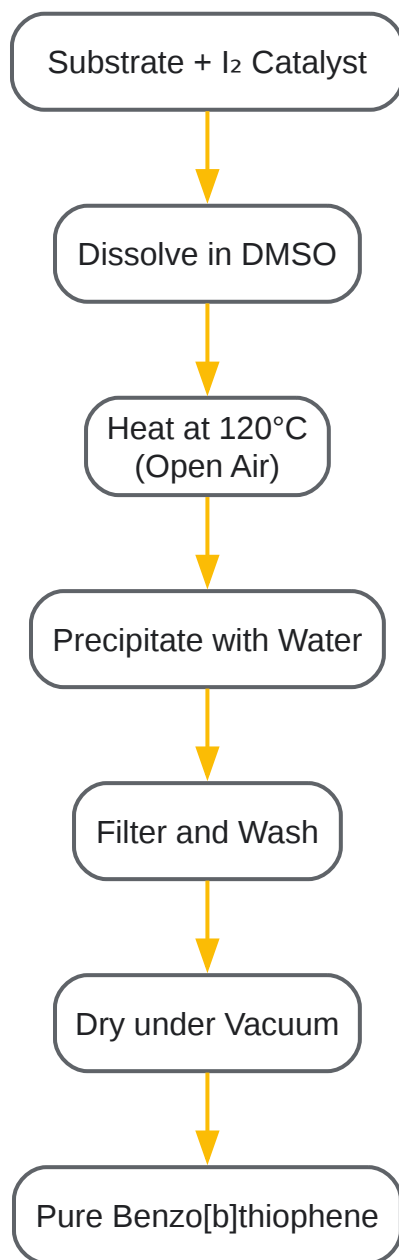 Substrate + I₂ Catalyst
Dissolve in DMSO
Heat at 120°C
(Open Air)
Precipitate with Water
Filter and Wash
Dry under Vacuum
Pure Benzo[b]thiophene